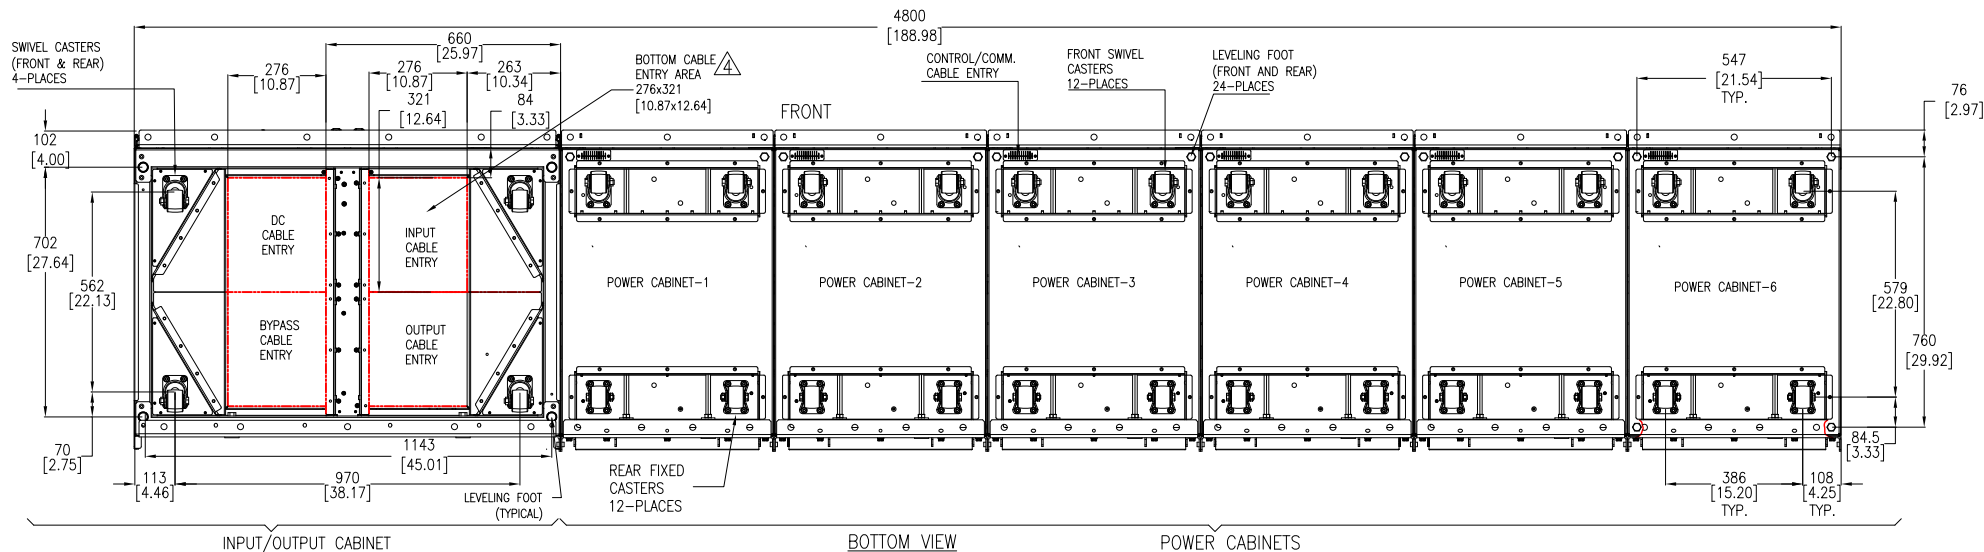 4800
[188.98]
660
[25.97]
SWIVEL CASTERS
(FRONT & REAR)
4-PLACES
276
[10.87]
276
[10.87]
263
[10.34]
321
[12.64]
84
[3.33]
BOTTOM CABLE
ENTRY AREA
276x321
[10.87x12.64]
4
CONTROL/COMM.
CABLE ENTRY
FRONT SWIVEL
CASTERS
12-PLACES
LEVELING FOOT
(FRONT AND REAR)
24-PLACES
547
[21.54]
TYP.
76
[2.97]
FRONT
102
[4.00]
702
[27.64]
562
[22.13]
DC
CABLE
ENTRY
INPUT
CABLE
ENTRY
BYPASS
CABLE
ENTRY
OUTPUT
CABLE
ENTRY
POWER CABINET-1
POWER CABINET-2
POWER CABINET-3
POWER CABINET-4
POWER CABINET-5
POWER CABINET-6
579
[22.80]
760
[29.92]
70
[2.75]
113
[4.46]
1143
[45.01]
970
[38.17]
LEVELING FOOT
(TYPICAL)
REAR FIXED
CASTERS
12-PLACES
84.5
[3.33]
386
[15.20]
TYP.
108
[4.25]
TYP.
INPUT/OUTPUT CABINET
BOTTOM VIEW
POWER CABINETS